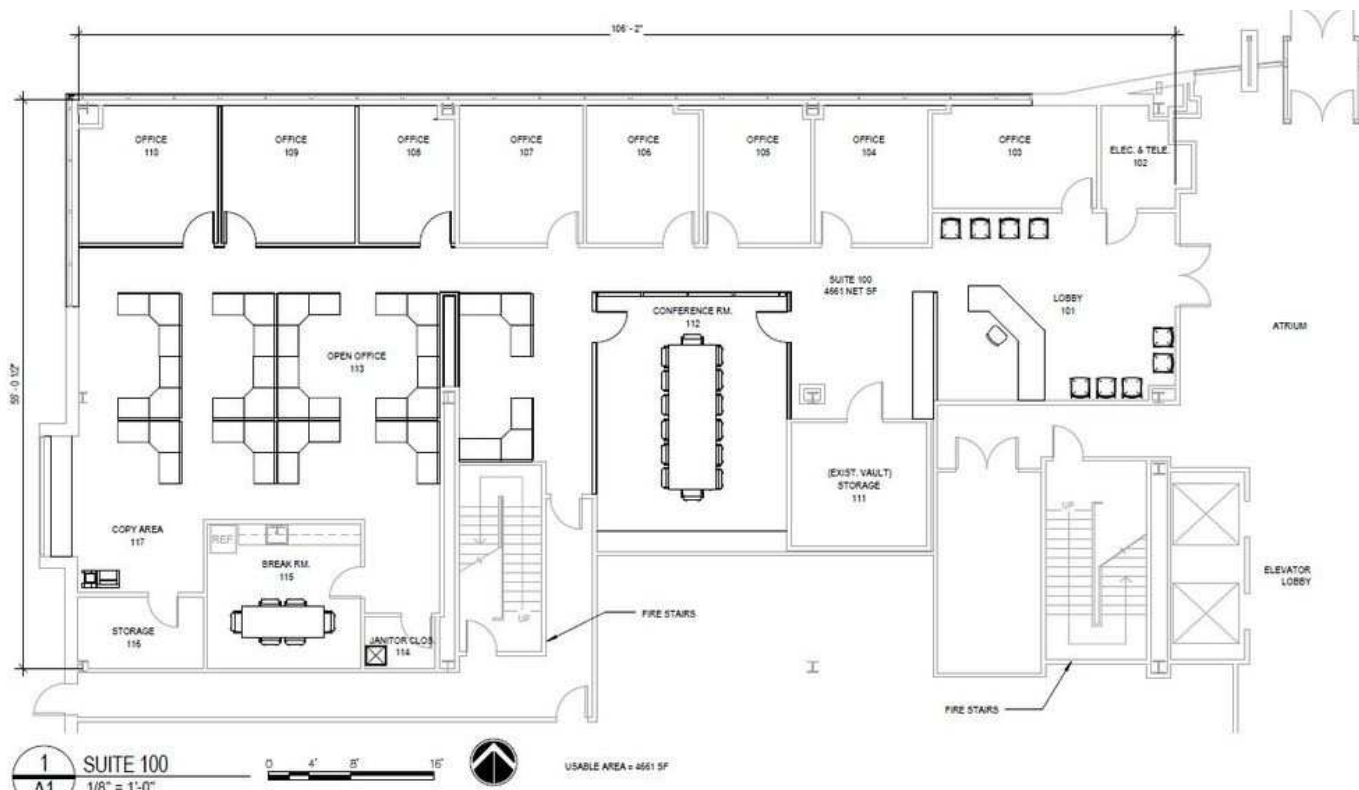 106' - 2"
OFFICE
110
OFFICE
109
OFFICE
108
OFFICE
107
OFFICE
106
OFFICE
105
OFFICE
104
OFFICE
103
ELEC. & TELE.
102
55' - 0 1/2"
SUITE 100
4661 NET SF
LOBBY
101
ATRIUM
CONFERENCE RM.
112
OPEN OFFICE
113
(EXIST. VAULT)
STORAGE
111
COPY AREA
117
REF.
BREAK RM.
115
UP
UP
ELEVATOR
LOBBY
STORAGE
116
JANITOR CLOS.
114
FIRE STAIRS
FIRE STAIRS
1
A1
SUITE 100
1/8" = 1'-0"
0 4' 8' 16'
USABLE AREA = 4661 SF